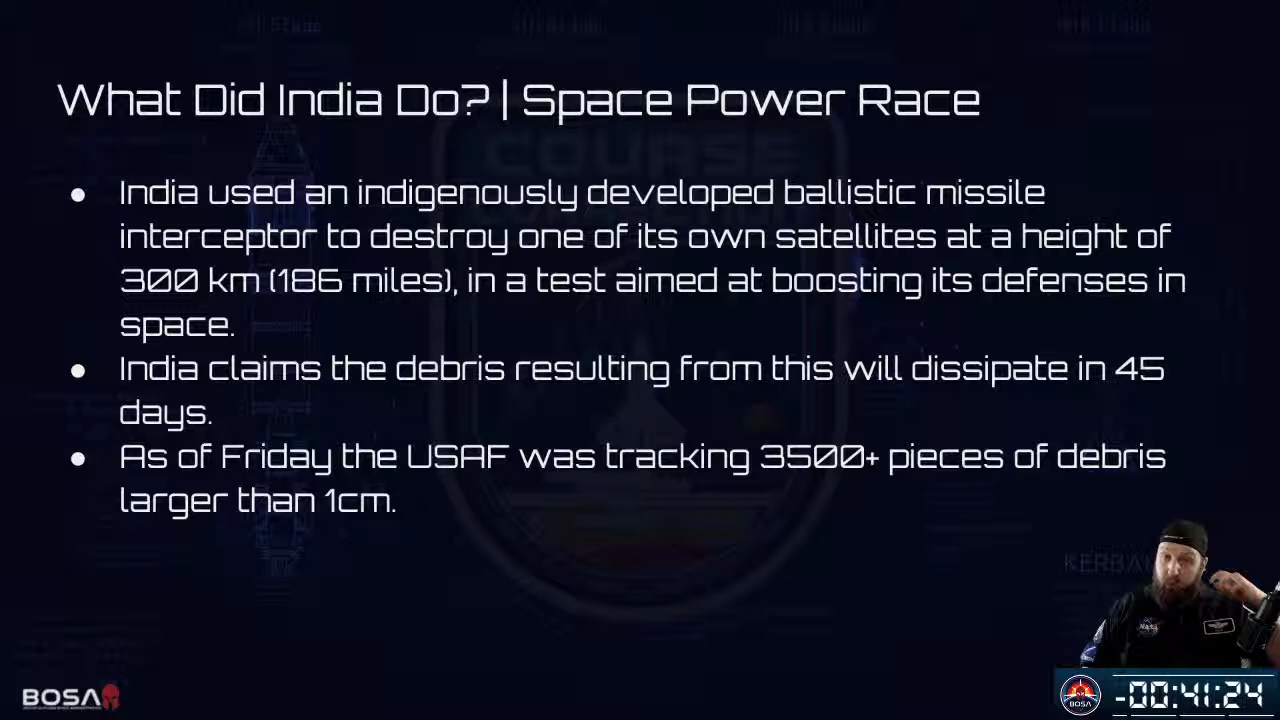 What Did India Do? | Space Power Race
● India used an indigenously developed ballistic missile
interceptor to destroy one of its own satellites at a height of
300 km (186 miles), in a test aimed at boosting its defenses in
space.
● India claims the debris resulting from this will dissipate in 45
days.
● As of Friday the USAF was tracking 3500+ pieces of debris
larger than 1cm.
COURSE
KERBAL
BOSA
BOSA
-00:41:24